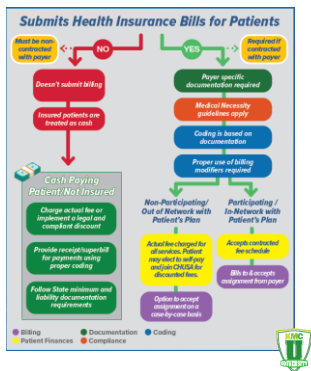 Submits Health Insurance Bills for Patients
Must be non-
contracted
with payer
NO
YES
Required if
contracted
with payer
Doesn't submit billing
Insured patients are
treated as cash
Payer specific
documentation required
Medical Necessity
guidelines apply
Coding is based on
documentation
Proper use of billing
modifiers required
Cash Paying
Patient/Not Insured
Charge actual fee or
implement a legal and
compliant discount
Provide receipt/superbill
for payments using
proper coding
Follow State minimum and
liability documentation
requirements
Non-Participating/
Out of Network with
Patient's Plan
Actual fee charged for
all services. Patient
may elect to self pay
and join CHUSA for
discounted fees.
Option to accept
assignment on a
case-by-case basis
Participating /
In-Network with
Patient's Plan
Accepts contracted
fee schedule
Bills to & accepts
assignment from payer
Billing
Documentation
Coding
Patient Finances
Compliance
KMC
U
UNIVERSITY